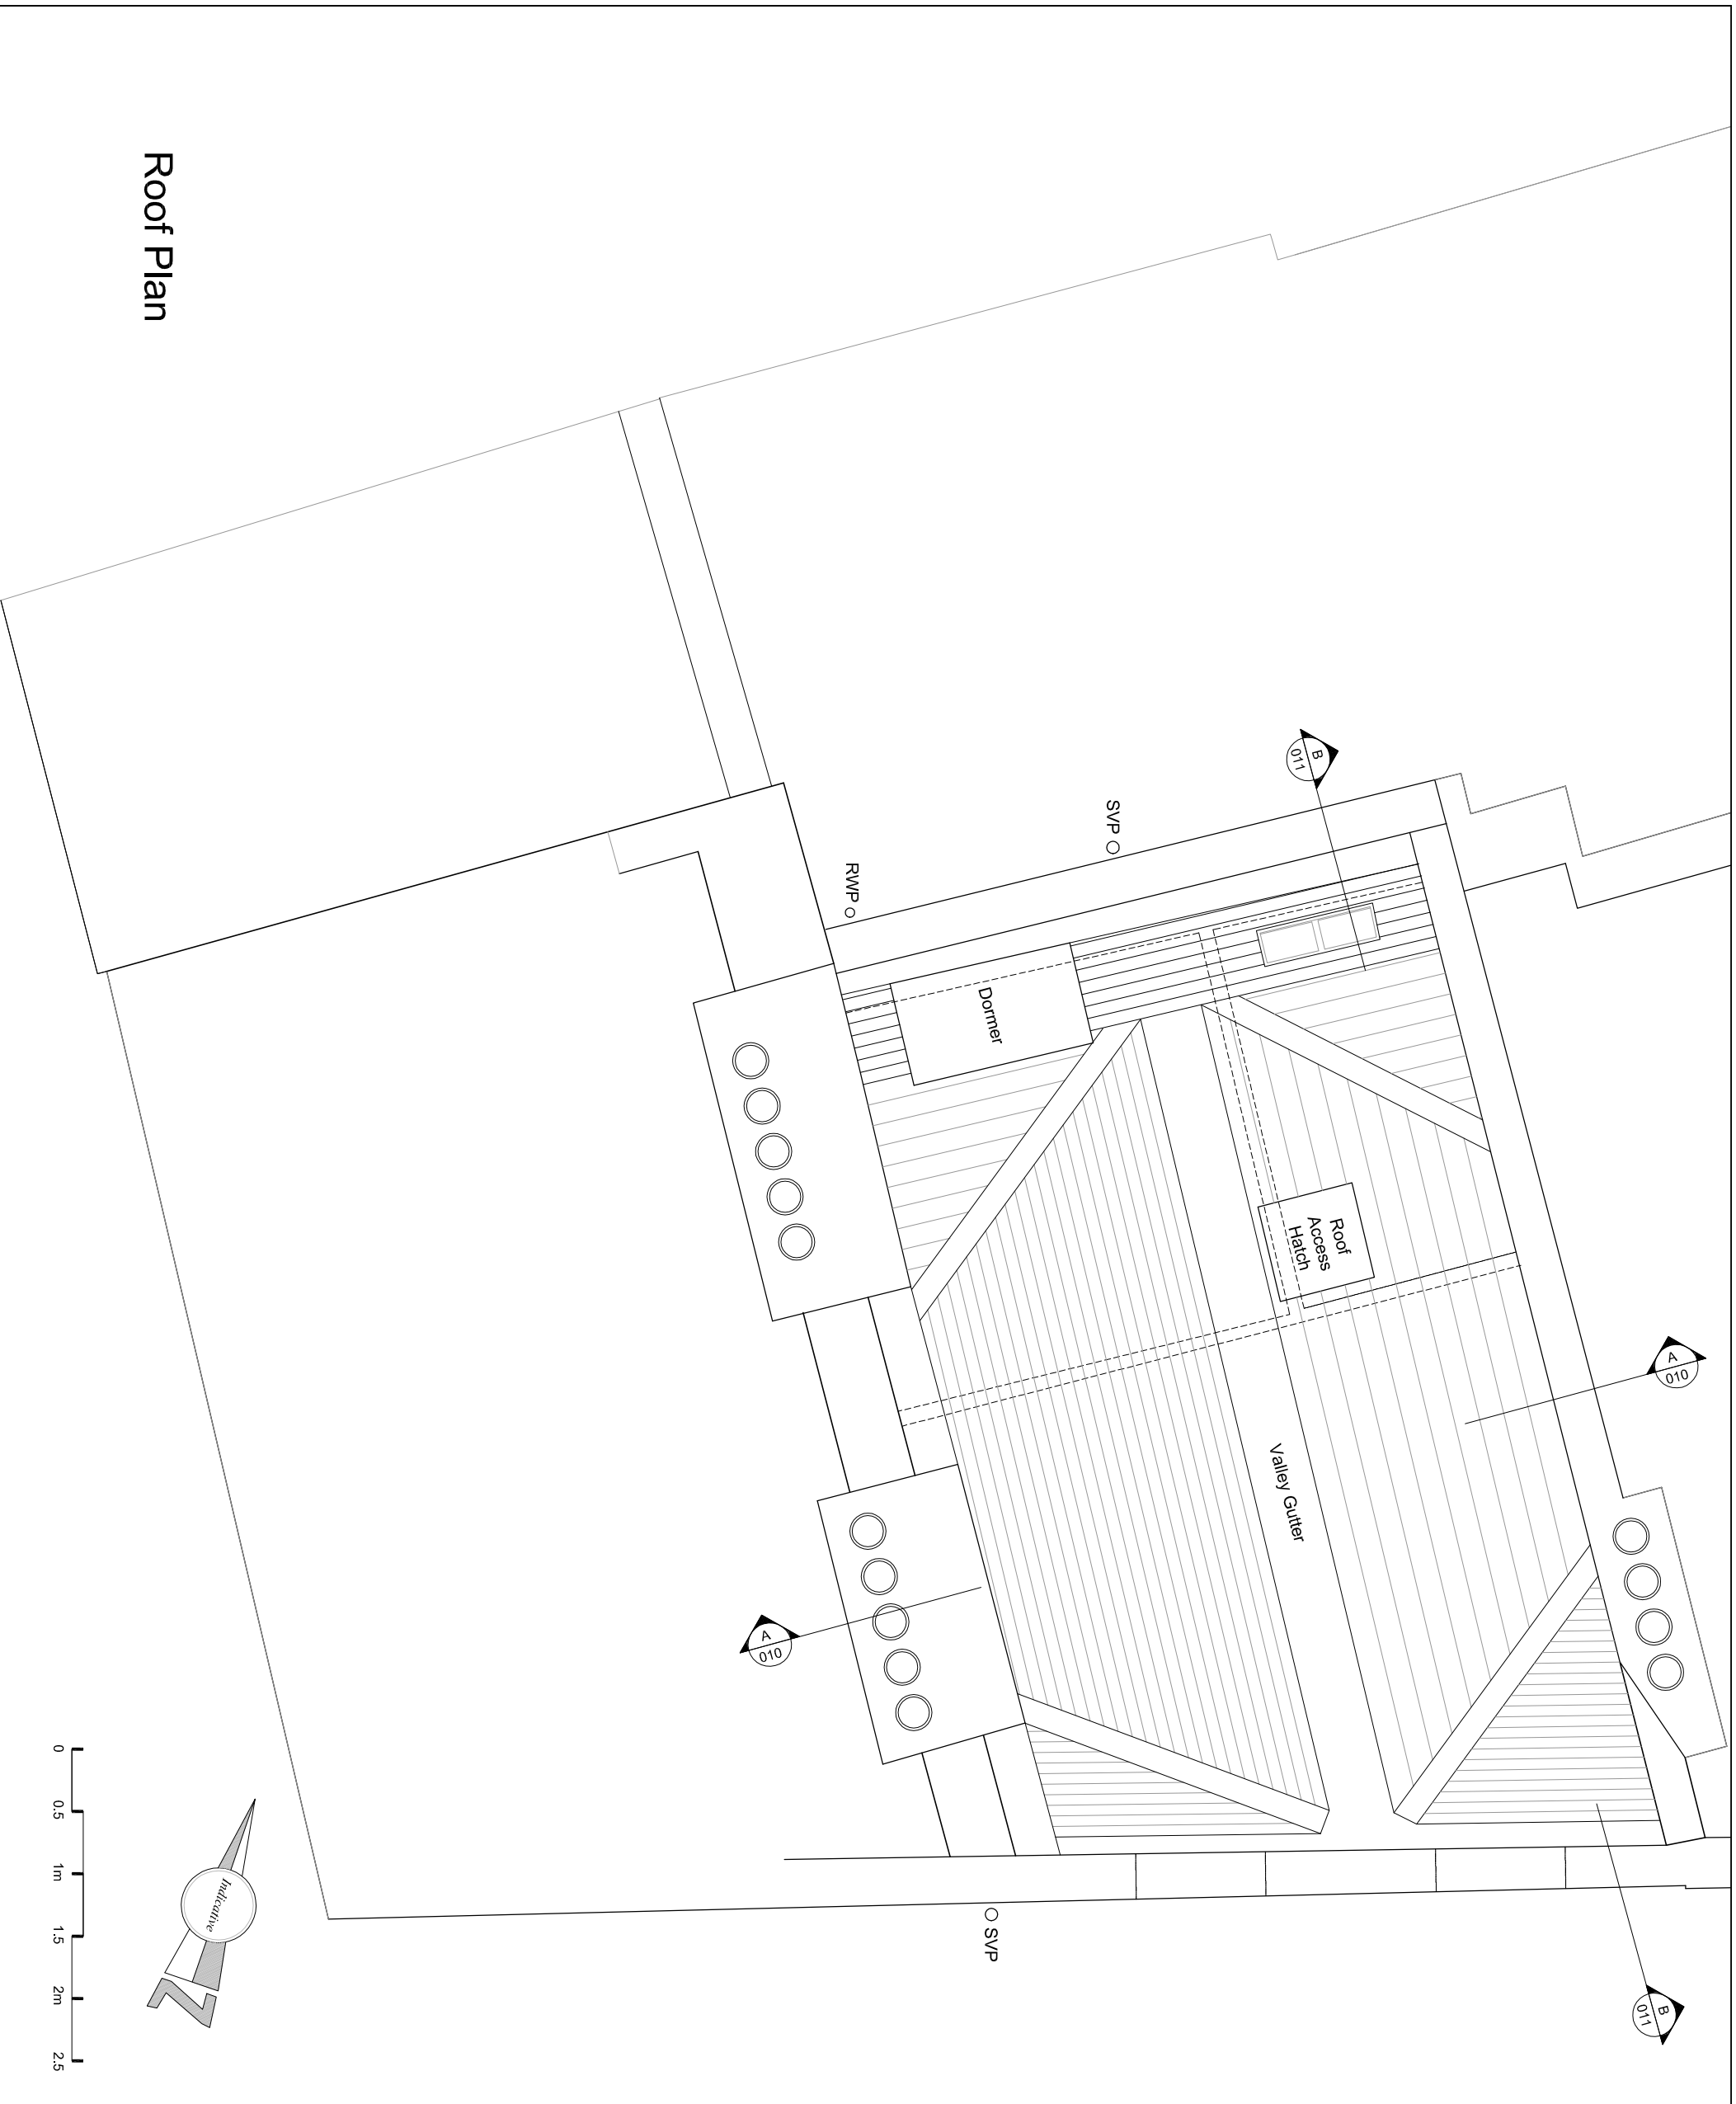 Roof Plan
B
011
SVP
RWP
Dormer
Roof
Access
Hatch
A
010
Valley Gutter
A
010
SVP
B
011
Indicative
N
0 0.5 1m 1.5 2m 2.5